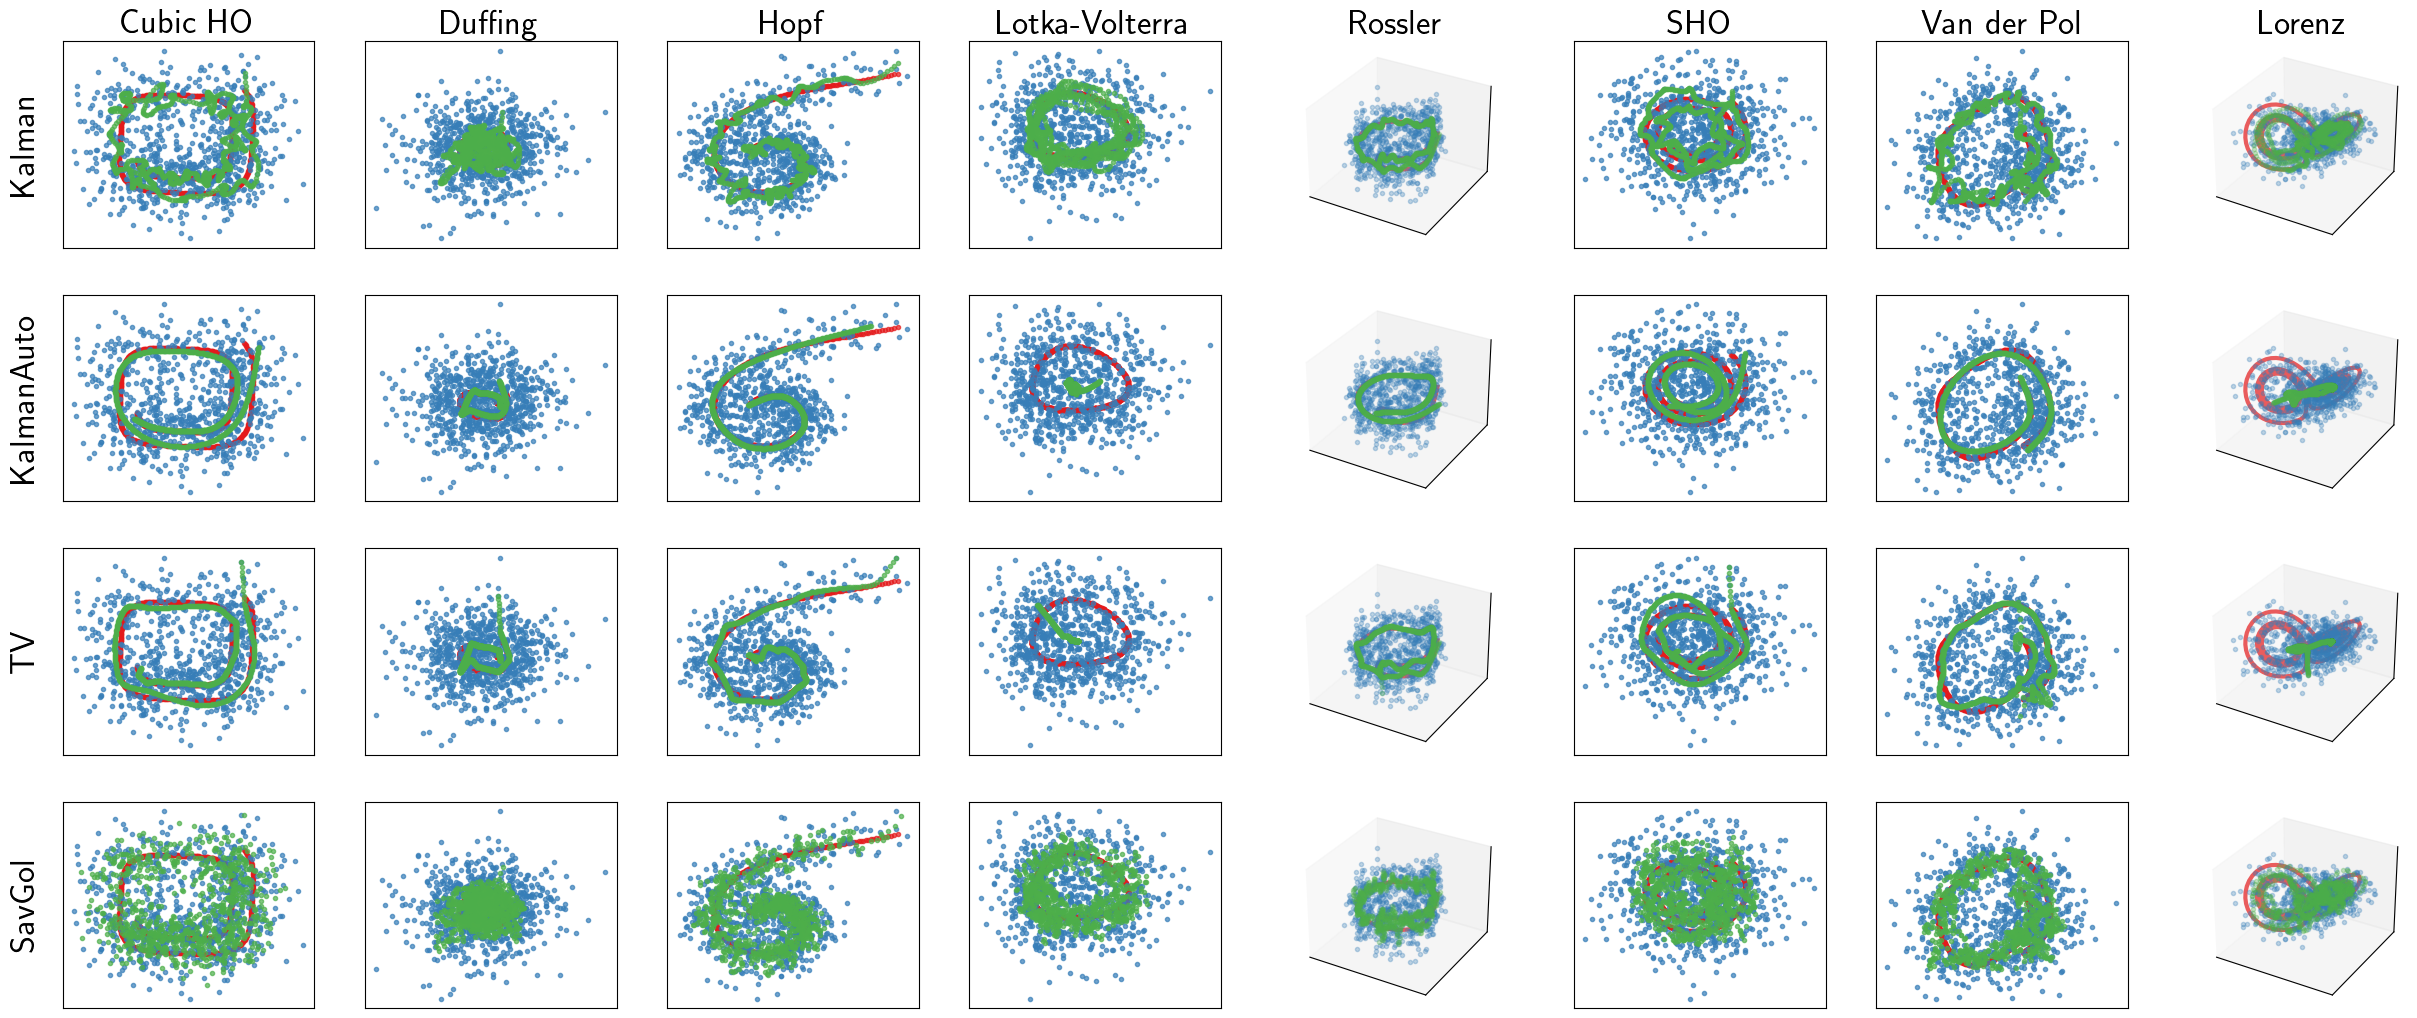 Cubic HO
Duffing
Hopf
Lotka-Volterra
Rossler
SHO
Van der Pol
Lorenz
Kalman
KalmanAuto
TV
SavGol